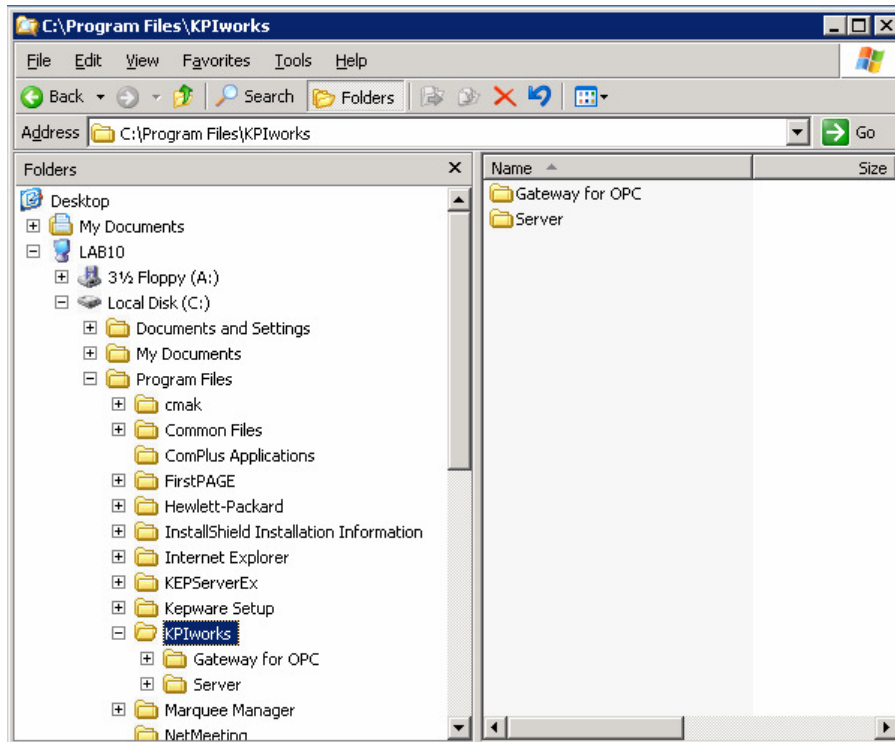 C:\Program Files\KPIworks
File Edit View Favorites Tools Help
Back Search Folders
Address C:\Program Files\KPIworks Go
Folders x Name Size
Desktop
My Documents
LAB10
3½ Floppy (A:)
Local Disk (C:)
Documents and Settings
My Documents
Program Files
cmak
Common Files
ComPlus Applications
FirstPAGE
Hewlett-Packard
InstallShield Installation Information
Internet Explorer
KEPServerEx
Kepware Setup
KPIworks
Gateway for OPC
Server
Marquee Manager
NetMeeting
Gateway for OPC
Server